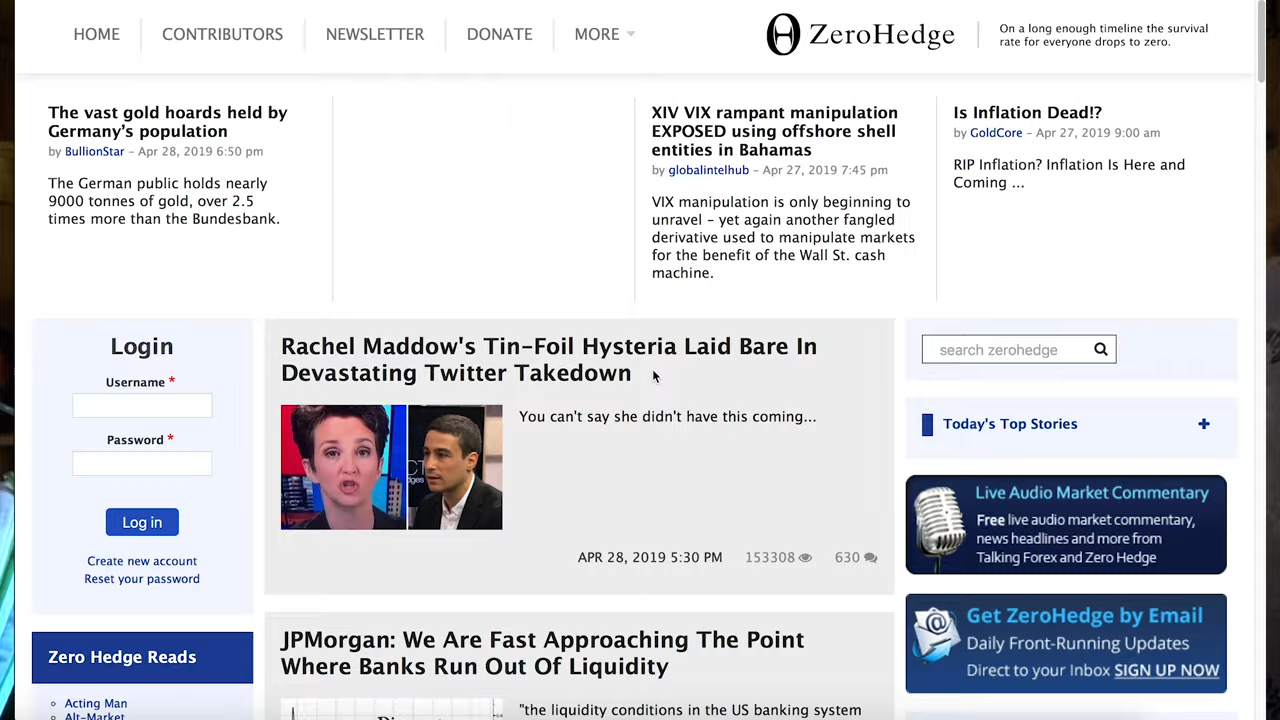 HOME
CONTRIBUTORS
NEWSLETTER
DONATE
MORE
ZeroHedge
On a long enough timeline the survival
rate for everyone drops to zero.
The vast gold hoards held by
Germany’s population
by BullionStar – Apr 28, 2019 6:50 pm
The German public holds nearly
9000 tonnes of gold, over 2.5
times more than the Bundesbank.
XIV VIX rampant manipulation
EXPOSED using offshore shell
entities in Bahamas
by globalintelhub – Apr 27, 2019 7:45 pm
VIX manipulation is only beginning to
unravel – yet again another fangled
derivative used to manipulate markets
for the benefit of the Wall St. cash
machine.
Is Inflation Dead!?
by GoldCore – Apr 27, 2019 9:00 am
RIP Inflation? Inflation Is Here and
Coming ...
Login
Username *
Password *
Log in
Create new account
Reset your password
Zero Hedge Reads
Acting Man
Alt-Market
Rachel Maddow's Tin-Foil Hysteria Laid Bare In
Devastating Twitter Takedown
You can't say she didn't have this coming...
APR 28, 2019 5:30 PM
153308
630
JPMorgan: We Are Fast Approaching The Point
Where Banks Run Out Of Liquidity
"the liquidity conditions in the US banking system
search zerohedge
Today's Top Stories
+
Live Audio Market Commentary
Free live audio market commentary,
news headlines and more from
Talking Forex and Zero Hedge
Get ZeroHedge by Email
Daily Front-Running Updates
Direct to your Inbox SIGN UP NOW